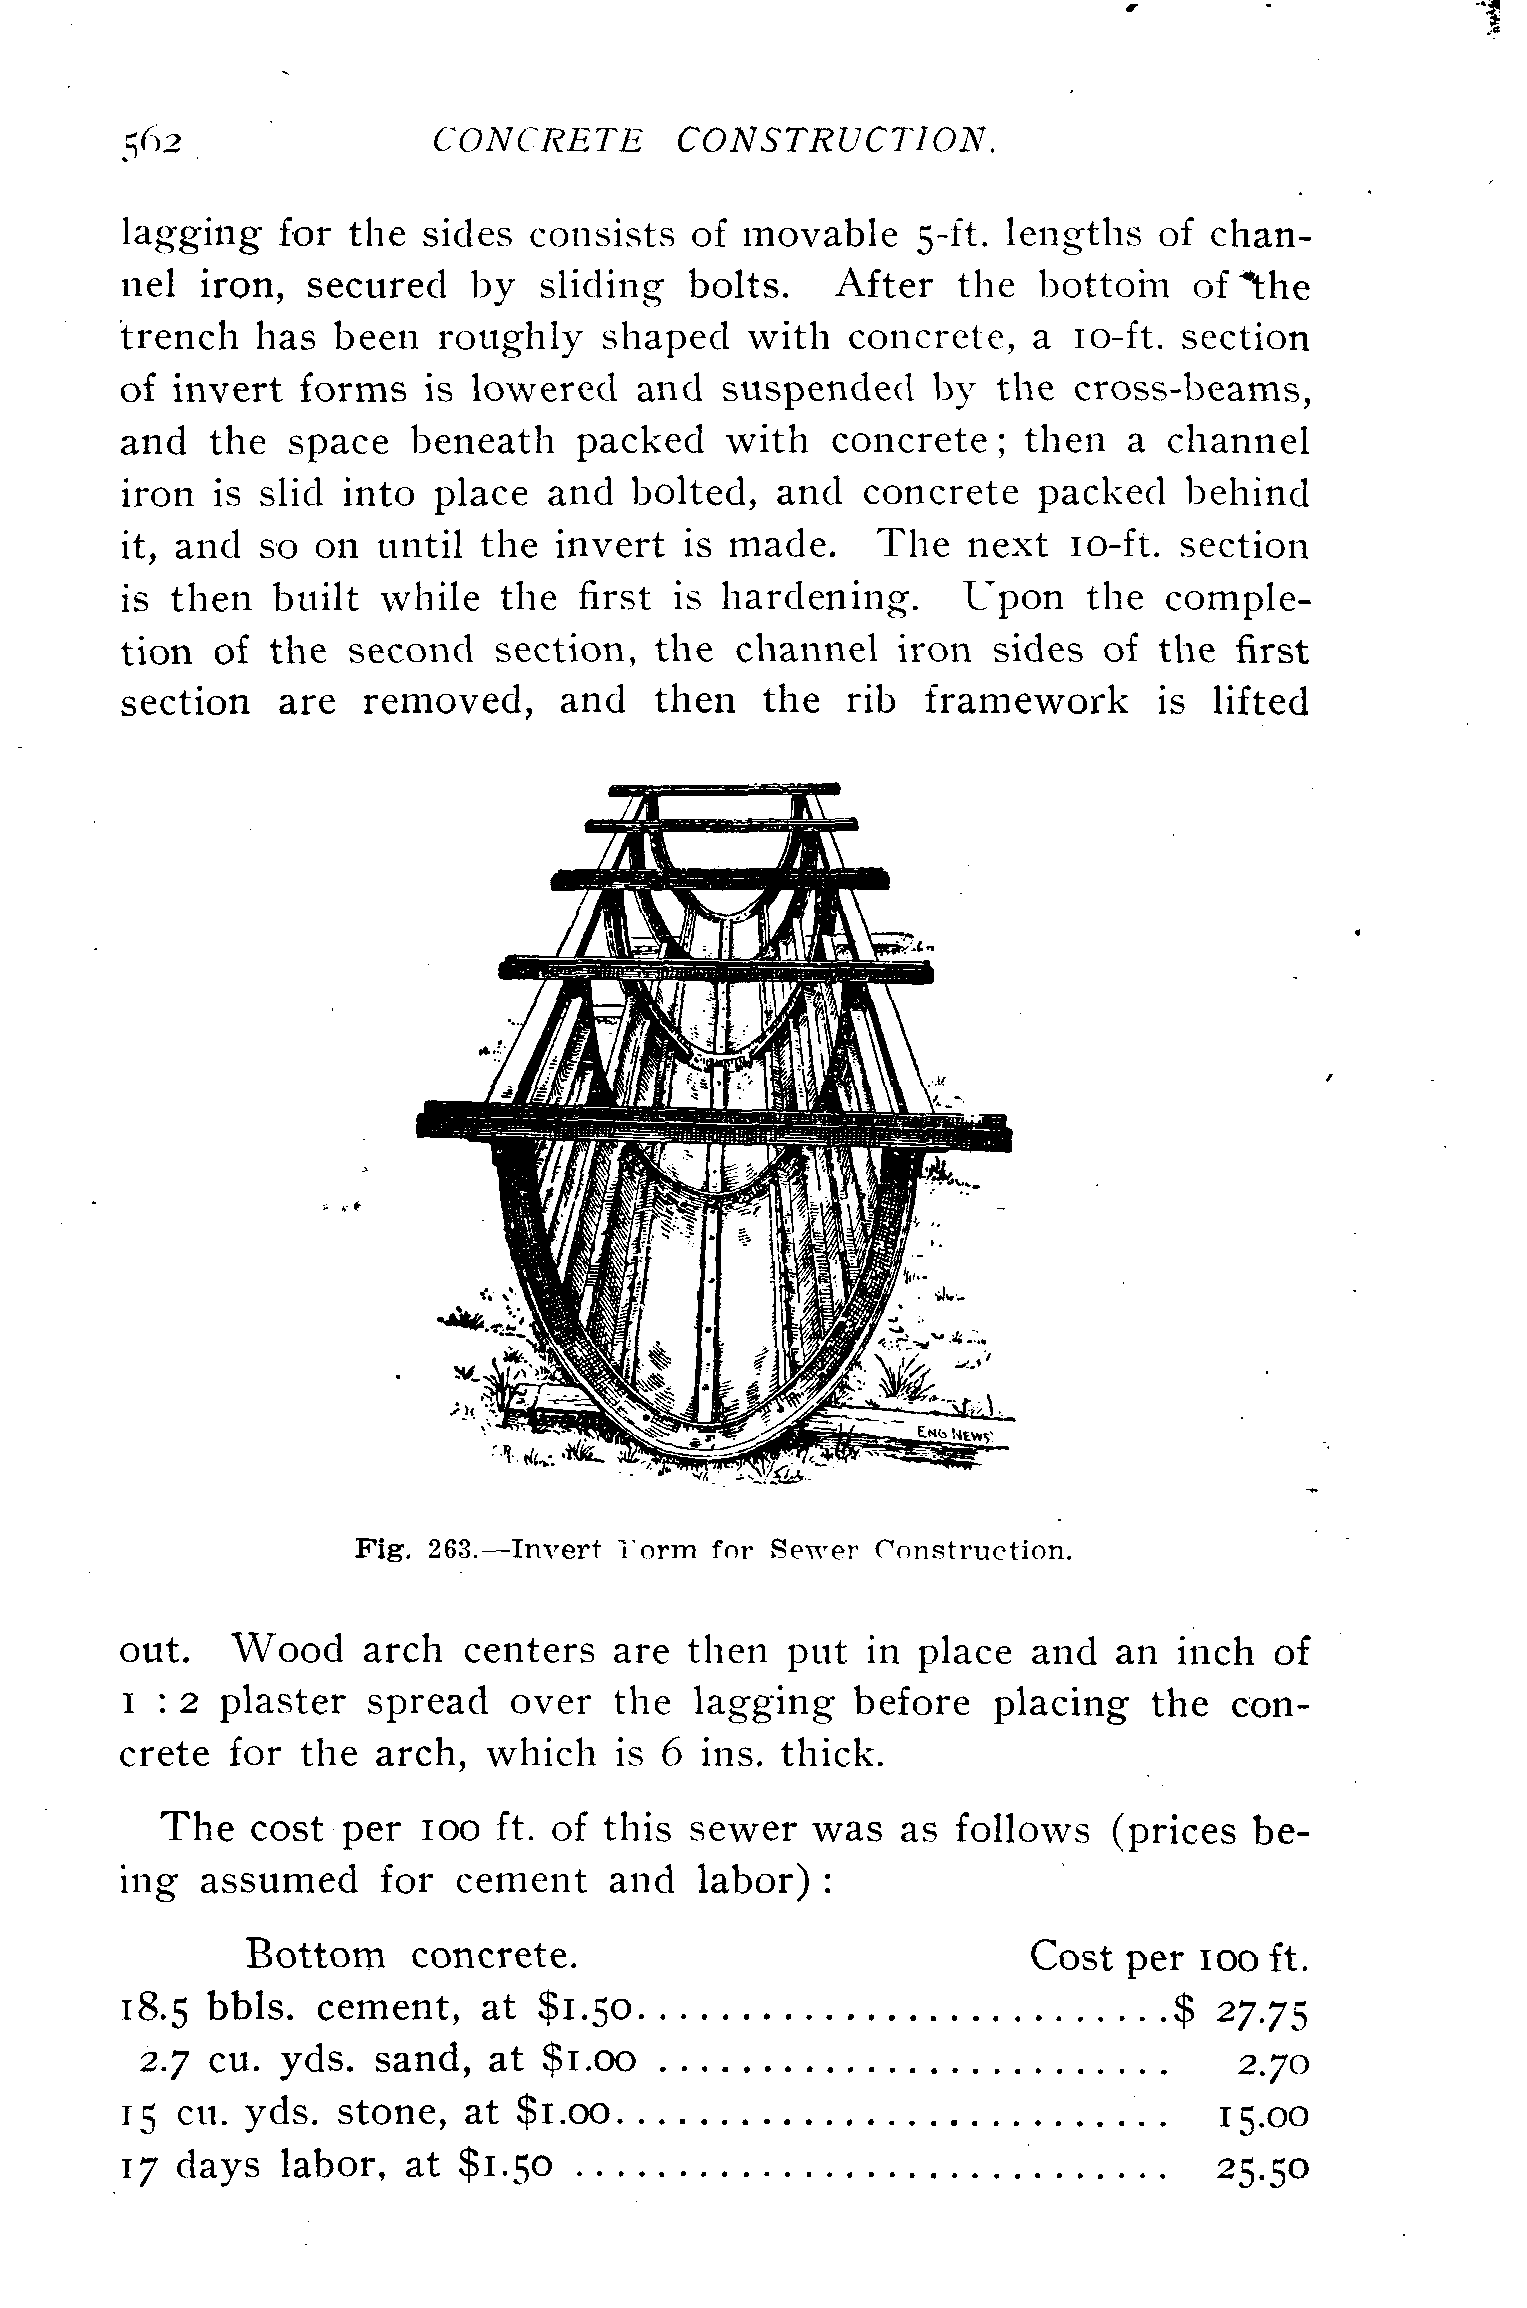 562 CONCRETE CONSTRUCTION.
lagging for the sides consists of movable 5-ft. lengths of chan-
nel iron, secured by sliding bolts. After the bottom of the
trench has been roughly shaped with concrete, a 10-ft. section
of invert forms is lowered and suspended by the cross-beams,
and the space beneath packed with concrete; then a channel
iron is slid into place and bolted, and concrete packed behind
it, and so on until the invert is made. The next 10-ft. section
is then built while the first is hardening. Upon the comple-
tion of the second section, the channel iron sides of the first
section are removed, and then the rib framework is lifted
ENG NEWS
Fig. 263.—Invert Form for Sewer Construction.
out. Wood arch centers are then put in place and an inch of
1 : 2 plaster spread over the lagging before placing the con-
crete for the arch, which is 6 ins. thick.
The cost per 100 ft. of this sewer was as follows (prices be-
ing assumed for cement and labor) :
Bottom concrete. Cost per 100 ft.
18.5 bbls. cement, at $1.50..........................$ 27.75
2.7 cu. yds. sand, at $1.00 ......................... 2.70
15 cu. yds. stone, at $1.00........................... 15.00
17 days labor, at $1.50 ............................. 25.50